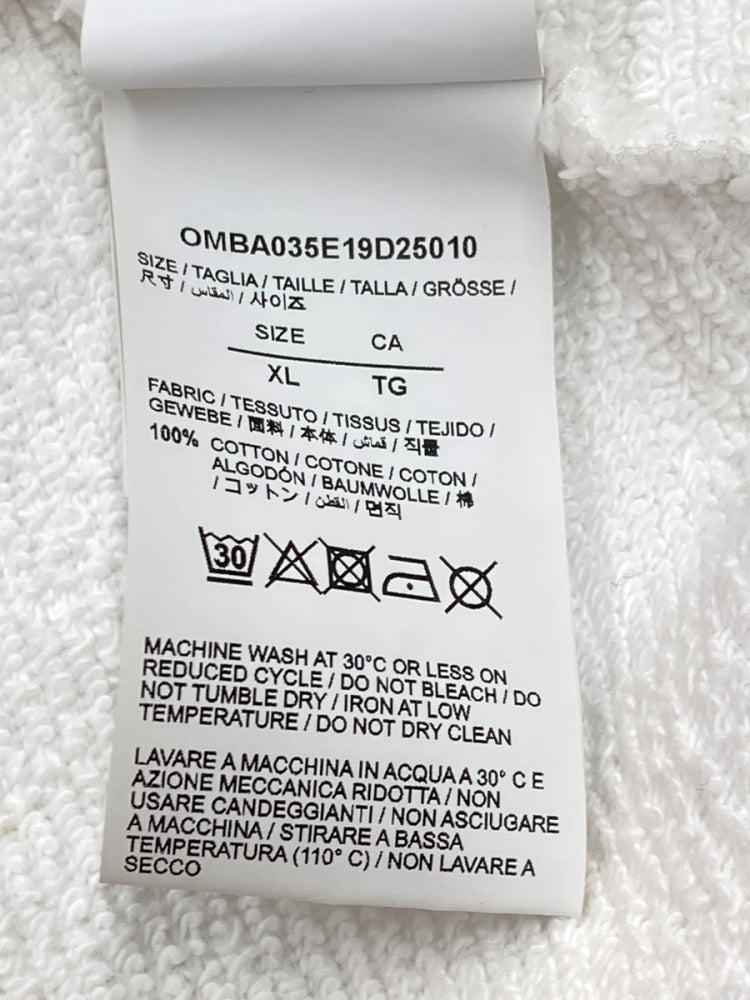 OMBA035E19D25010
SIZE / TAGLIA / TAILLE / TALLA / GRÖSSE /
尺寸 / المقاس / 사이즈
SIZE CA
XL TG
FABRIC / TESSUTO / TISSUS / TEJIDO /
GEWEBE / 面料 / 本体 / قماش / 직물
100% COTTON / COTONE / COTON /
ALGODÓN / BAUMWOLLE / 棉
/ コットン / القطن / 면직
30
MACHINE WASH AT 30°C OR LESS ON
REDUCED CYCLE / DO NOT BLEACH / DO
NOT TUMBLE DRY / IRON AT LOW
TEMPERATURE / DO NOT DRY CLEAN
LAVARE A MACCHINA IN ACQUA A 30° C E
AZIONE MECCANICA RIDOTTA / NON
USARE CANDEGGIANTI / NON ASCIUGARE
A MACCHINA / STIRARE A BASSA
TEMPERATURA (110° C) / NON LAVARE A
SECCO